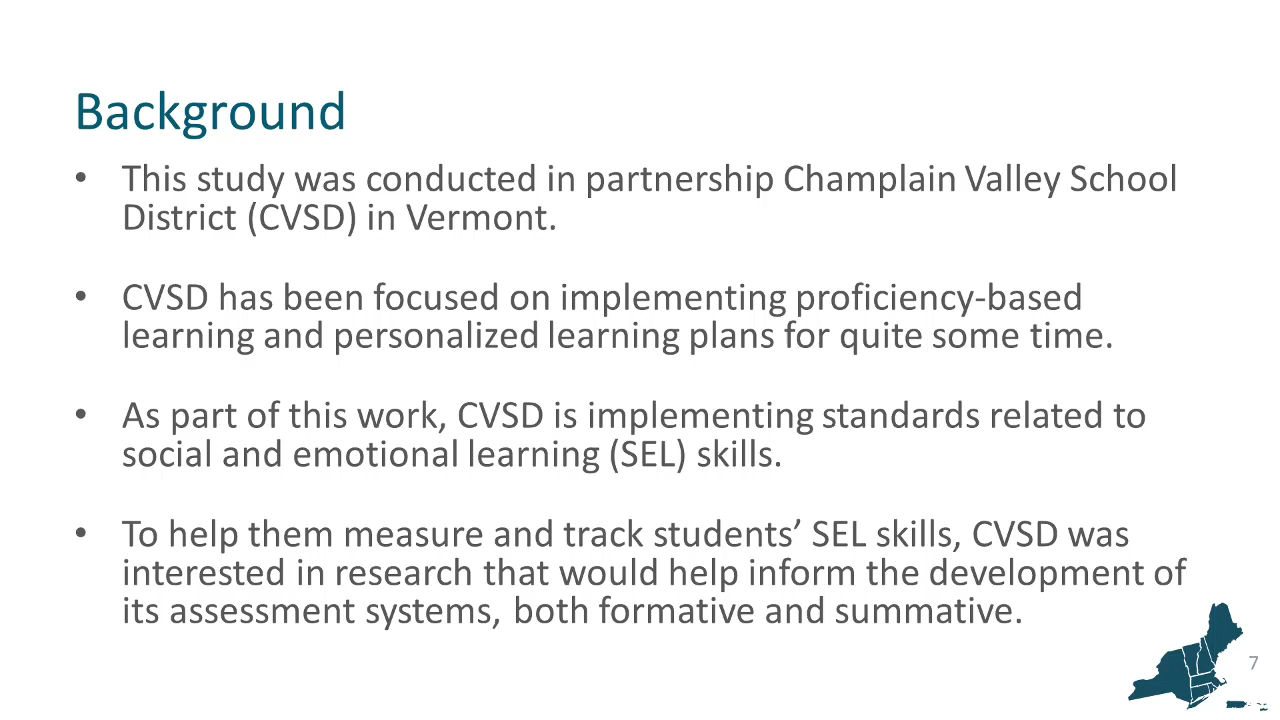 Background
• This study was conducted in partnership Champlain Valley School
District (CVSD) in Vermont.
• CVSD has been focused on implementing proficiency-based
learning and personalized learning plans for quite some time.
• As part of this work, CVSD is implementing standards related to
social and emotional learning (SEL) skills.
• To help them measure and track students’ SEL skills, CVSD was
interested in research that would help inform the development of
its assessment systems, both formative and summative.
7